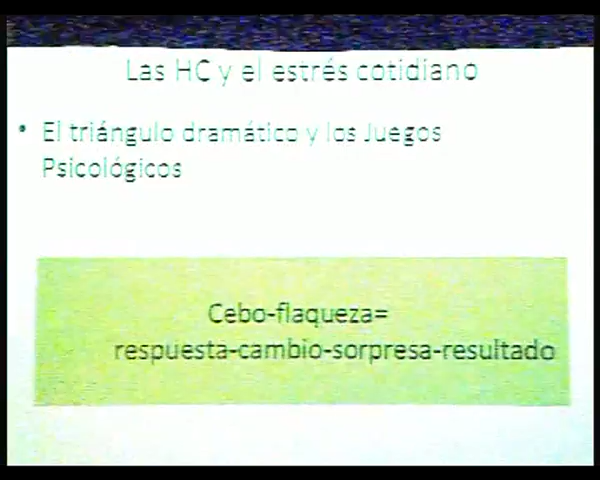 Las HC y el estrés cotidiano
• El triángulo dramático y los Juegos
Psicológicos
Cebo-flaqueza=
respuesta-cambio-sorpresa-resultado